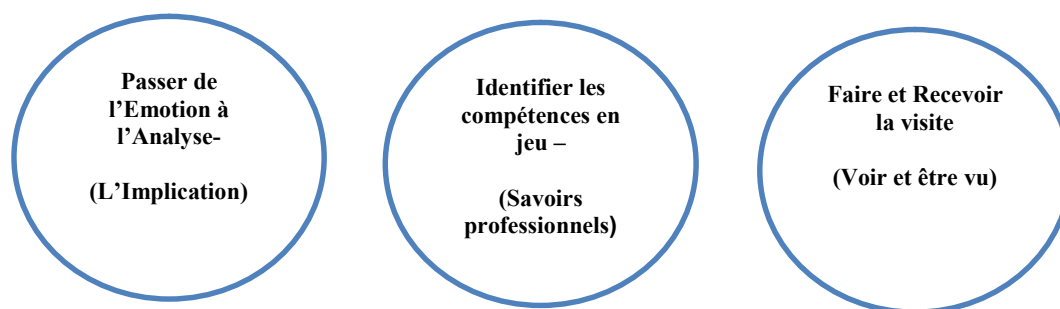 Passer de
l’Emotion à
l’Analyse-
(L’Implication)
Identifier les
compétences en
jeu –
(Savoirs
professionnels)
Faire et Recevoir
la visite
(Voir et être vu)